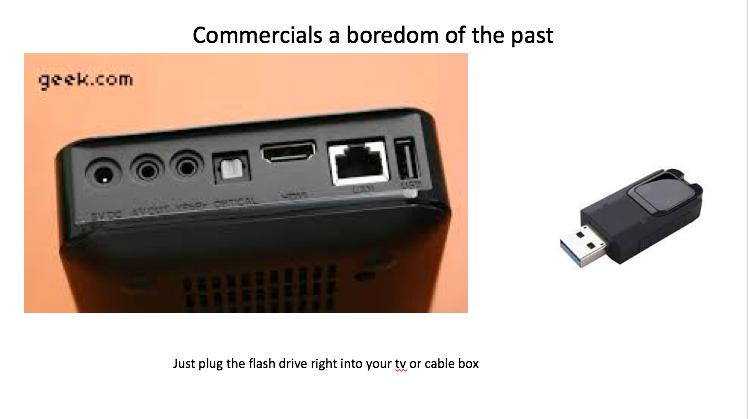 Commercials a boredom of the past
geek.com
5V DC AV OUT YPbPr OPTICAL HDMI LAN USB
Just plug the flash drive right into your tv or cable box